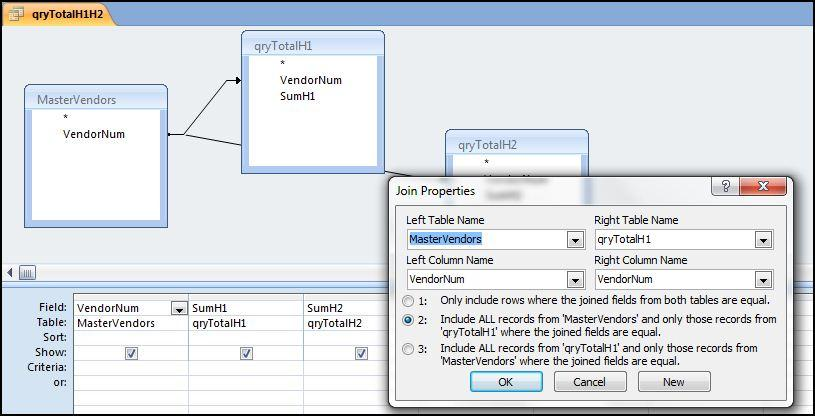 qryTotalH1H2
qryTotalH1
*
VendorNum
SumH1
MasterVendors
*
VendorNum
qryTotalH2
*
Join Properties
Left Table Name
Right Table Name
MasterVendors
qryTotalH1
Left Column Name
Right Column Name
VendorNum
VendorNum
1: Only include rows where the joined fields from both tables are equal.
2: Include ALL records from 'MasterVendors' and only those records from
'qryTotalH1' where the joined fields are equal.
3: Include ALL records from 'qryTotalH1' and only those records from
'MasterVendors' where the joined fields are equal.
OK Cancel New
Field: VendorNum SumH1 SumH2
Table: MasterVendors qryTotalH1 qryTotalH2
Sort:
Show:
Criteria:
or: